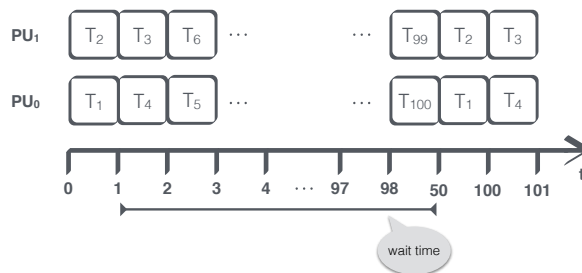 PU1 T2 T3 T6 ... ... T99 T2 T3
PU0 T1 T4 T5 ... ... T100 T1 T4
t
0 1 2 3 4 ... 97 98 50 100 101
wait time